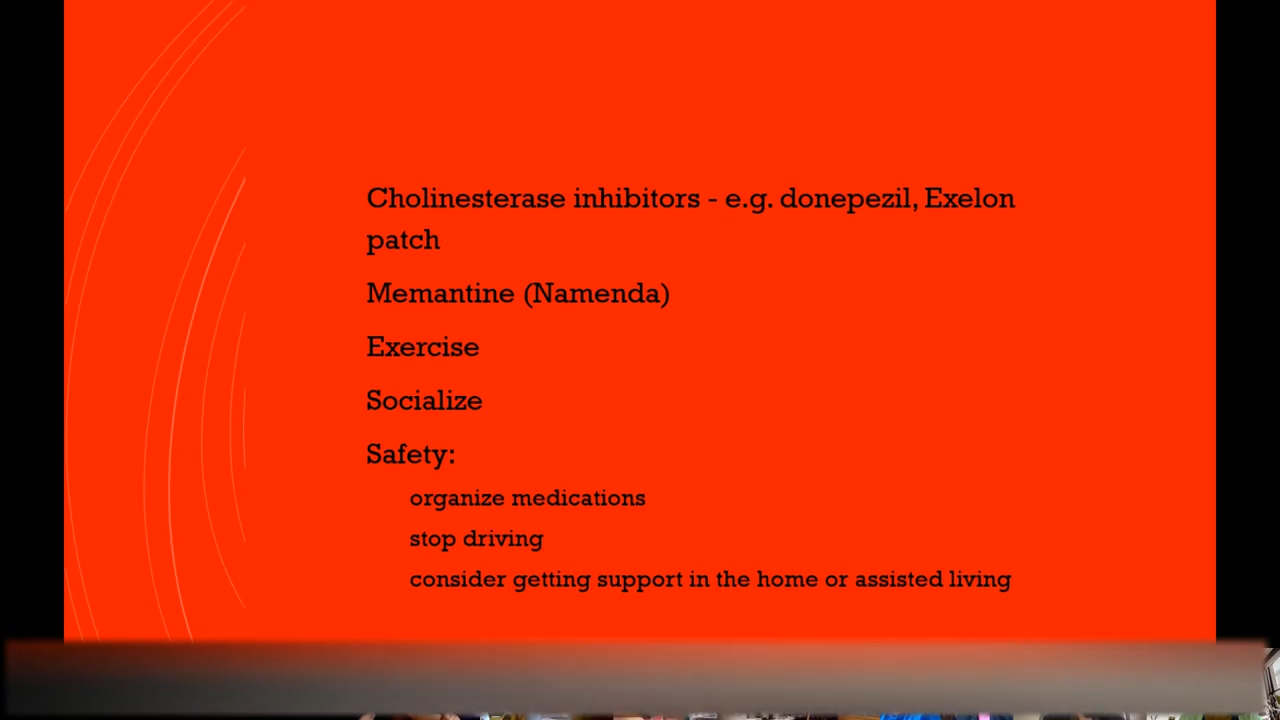 Cholinesterase inhibitors - e.g. donepezil, Exelon
patch
Memantine (Namenda)
Exercise
Socialize
Safety:
organize medications
stop driving
consider getting support in the home or assisted living